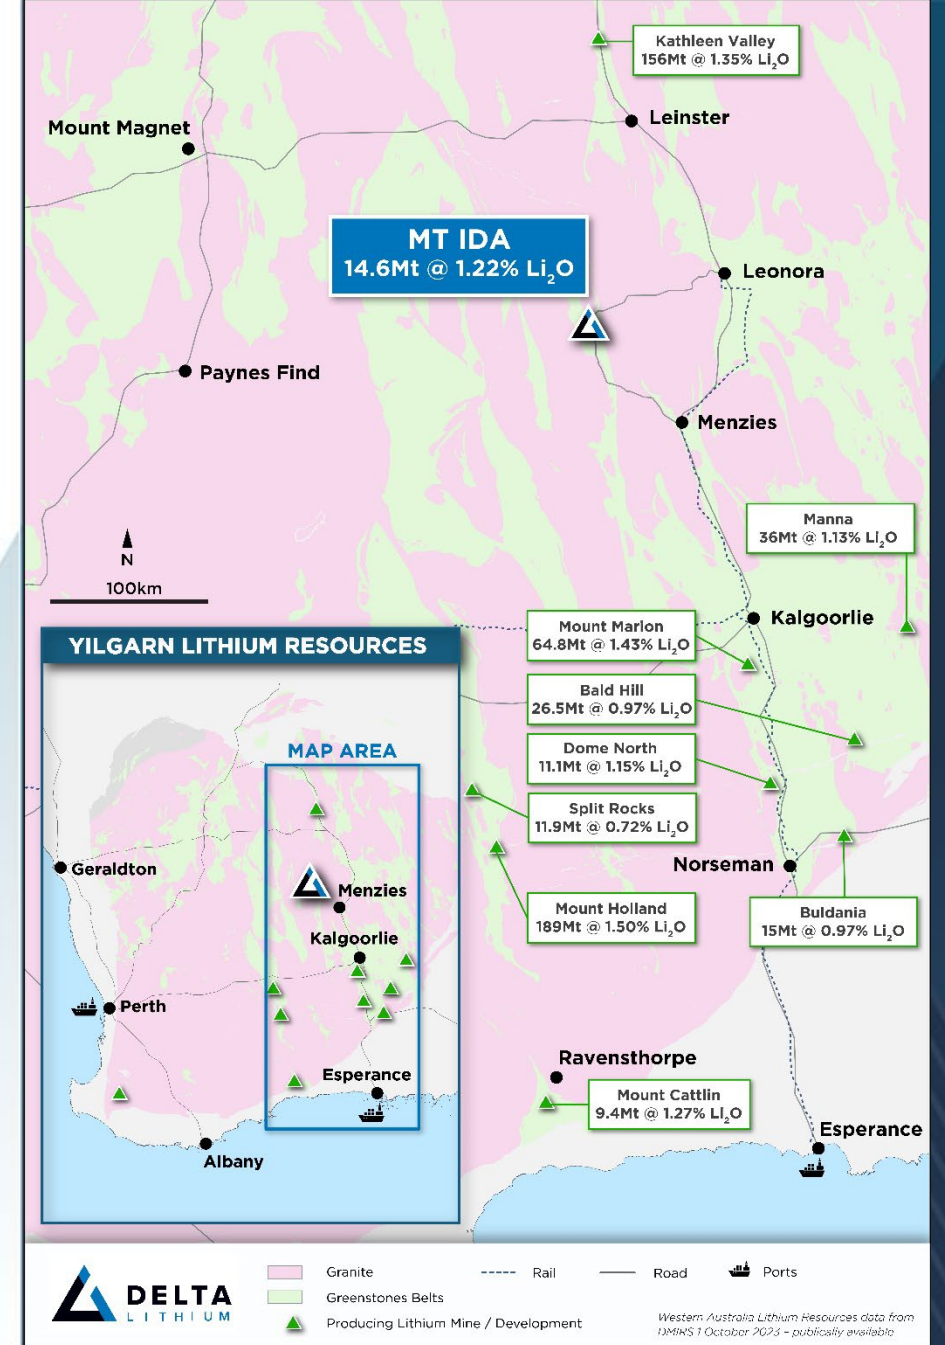 Kathleen Valley
156Mt @ 1.35% Li₂O
Leinster
Mount Magnet
MT IDA
14.6Mt @ 1.22% Li₂O
Leonora
Paynes Find
Menzies
Manna
36Mt @ 1.13% Li₂O
N
100km
Kalgoorlie
Mount Marion
64.8Mt @ 1.43% Li₂O
Bald Hill
26.5Mt @ 0.97% Li₂O
Dome North
11.1Mt @ 1.15% Li₂O
Split Rocks
11.9Mt @ 0.72% Li₂O
Norseman
Mount Holland
189Mt @ 1.50% Li₂O
Buldania
15Mt @ 0.97% Li₂O
Ravensthorpe
Mount Cattlin
9.4Mt @ 1.27% Li₂O
Esperance
YILGARN LITHIUM RESOURCES
MAP AREA
Geraldton
Menzies
Kalgoorlie
Perth
Esperance
Albany
DELTA
LITHIUM
Granite
Rail
Road
Ports
Greenstones Belts
Producing Lithium Mine / Development
Western Australia Lithium Resources data from
DMIRS 1 October 2023 – publically available